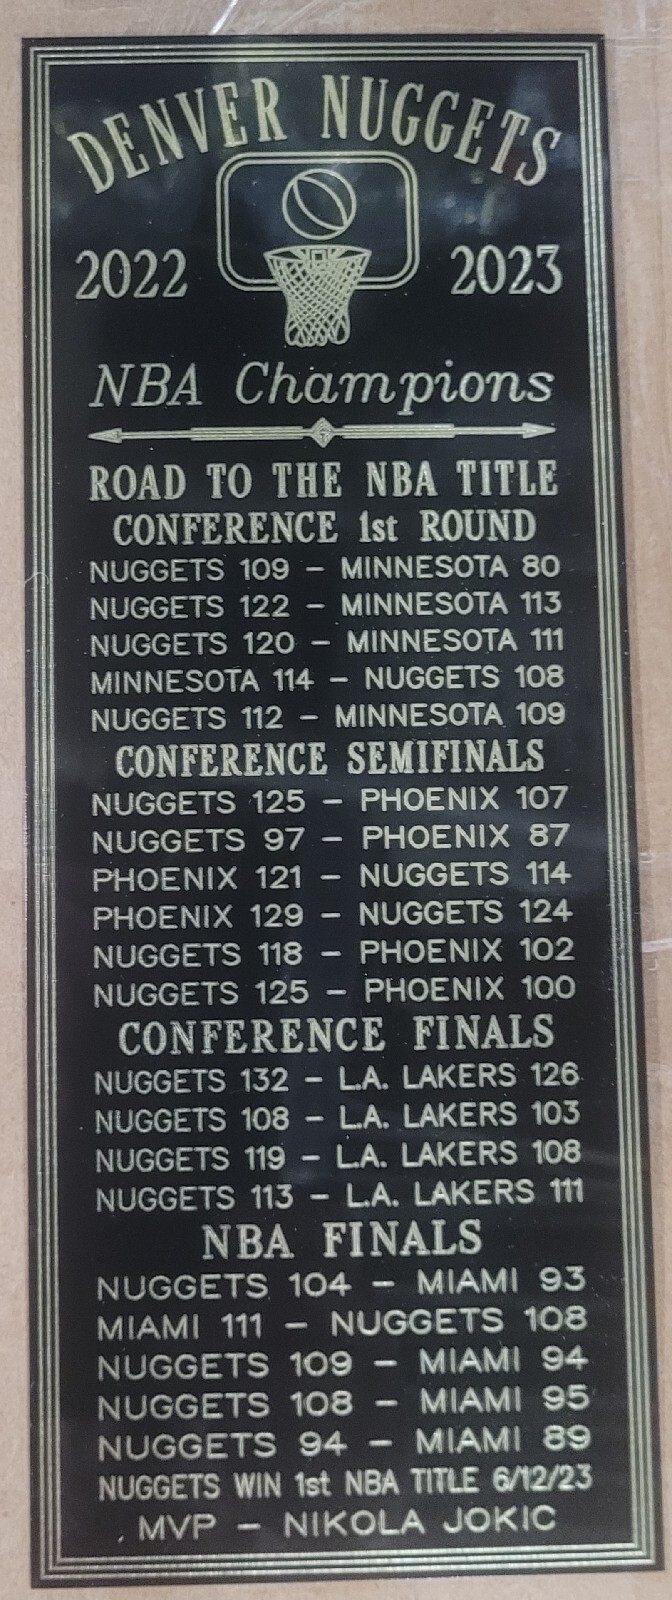 DENVER NUGGETS
2022 2023
NBA Champions
ROAD TO THE NBA TITLE
CONFERENCE 1st ROUND
NUGGETS 109 – MINNESOTA 80
NUGGETS 122 – MINNESOTA 113
NUGGETS 120 – MINNESOTA 111
MINNESOTA 114 – NUGGETS 108
NUGGETS 112 – MINNESOTA 109
CONFERENCE SEMIFINALS
NUGGETS 125 – PHOENIX 107
NUGGETS 97 – PHOENIX 87
PHOENIX 121 – NUGGETS 114
PHOENIX 129 – NUGGETS 124
NUGGETS 118 – PHOENIX 102
NUGGETS 125 – PHOENIX 100
CONFERENCE FINALS
NUGGETS 132 – L.A. LAKERS 126
NUGGETS 108 – L.A. LAKERS 103
NUGGETS 119 – L.A. LAKERS 108
NUGGETS 113 – L.A. LAKERS 111
NBA FINALS
NUGGETS 104 – MIAMI 93
MIAMI 111 – NUGGETS 108
NUGGETS 109 – MIAMI 94
NUGGETS 108 – MIAMI 95
NUGGETS 94 – MIAMI 89
NUGGETS WIN 1st NBA TITLE 6/12/23
MVP – NIKOLA JOKIC